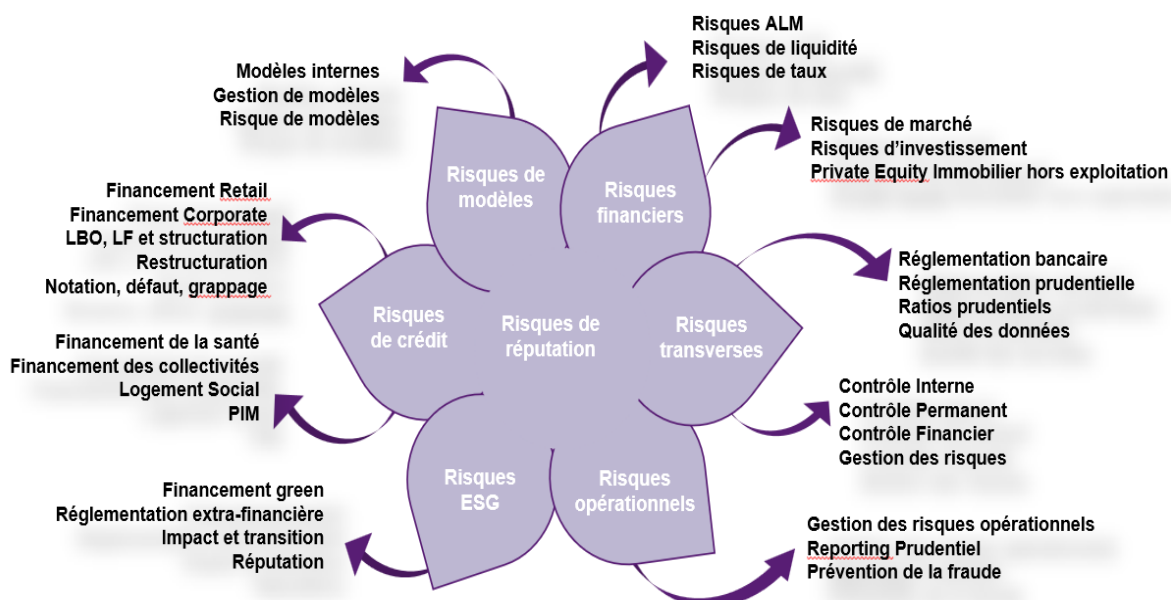 Risques ALM
Risques de liquidité
Risques de taux
Modèles internes
Gestion de modèles
Risque de modèles
Risques de marché
Risques d’investissement
Private Equity Immobilier hors exploitation
Risques de
modèles
Risques
financiers
Financement Retail
Financement Corporate
LBO, LF et structuration
Restructuration
Notation, défaut, grappage
Réglementation bancaire
Réglementation prudentielle
Ratios prudentiels
Qualité des données
Risques
de crédit
Risques de
réputation
Risques
transverses
Financement de la santé
Financement des collectivités
Logement Social
PIM
Contrôle Interne
Contrôle Permanent
Contrôle Financier
Gestion des risques
Risques
ESG
Risques
opérationnels
Financement green
Réglementation extra-financière
Impact et transition
Réputation
Gestion des risques opérationnels
Reporting Prudentiel
Prévention de la fraude